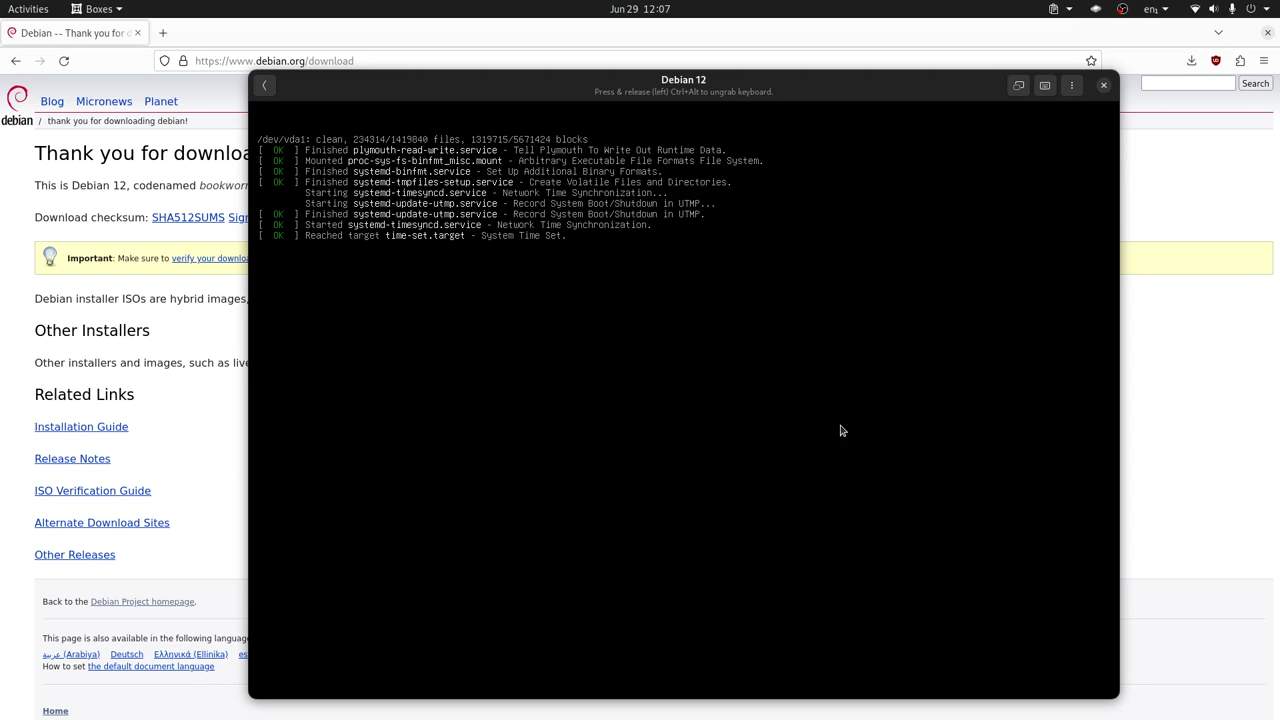 Activities
Boxes
Jun 29 12:07
en₁
Debian -- Thank you for d
https://www.debian.org/download
Debian 12
Press & release (left) Ctrl+Alt to ungrab keyboard.
debian
Blog
Micronews
Planet
Search
/ thank you for downloading debian!
Thank you for downloa
This is Debian 12, codenamed bookwor
Download checksum: SHA512SUMS Sig
Important: Make sure to verify your downlo
Debian installer ISOs are hybrid images,
Other Installers
Other installers and images, such as live
Related Links
Installation Guide
Release Notes
ISO Verification Guide
Alternate Download Sites
Other Releases
Back to the Debian Project homepage.
This page is also available in the following language
عربية (Arabiya) Deutsch Ελληνικά (Ellinika) es
How to set the default document language
Home
/dev/vda1: clean, 234314/1419840 files, 1319715/5671424 blocks
[ OK ] Finished plymouth-read-write.service - Tell Plymouth To Write Out Runtime Data.
[ OK ] Mounted proc-sys-fs-binfmt_misc.mount - Arbitrary Executable File Formats File System.
[ OK ] Finished systemd-binfmt.service - Set Up Additional Binary Formats.
[ OK ] Finished systemd-tmpfiles-setup.service - Create Volatile Files and Directories.
Starting systemd-timesyncd.service - Network Time Synchronization...
Starting systemd-update-utmp.service - Record System Boot/Shutdown in UTMP...
[ OK ] Finished systemd-update-utmp.service - Record System Boot/Shutdown in UTMP.
[ OK ] Started systemd-timesyncd.service - Network Time Synchronization.
[ OK ] Reached target time-set.target - System Time Set.